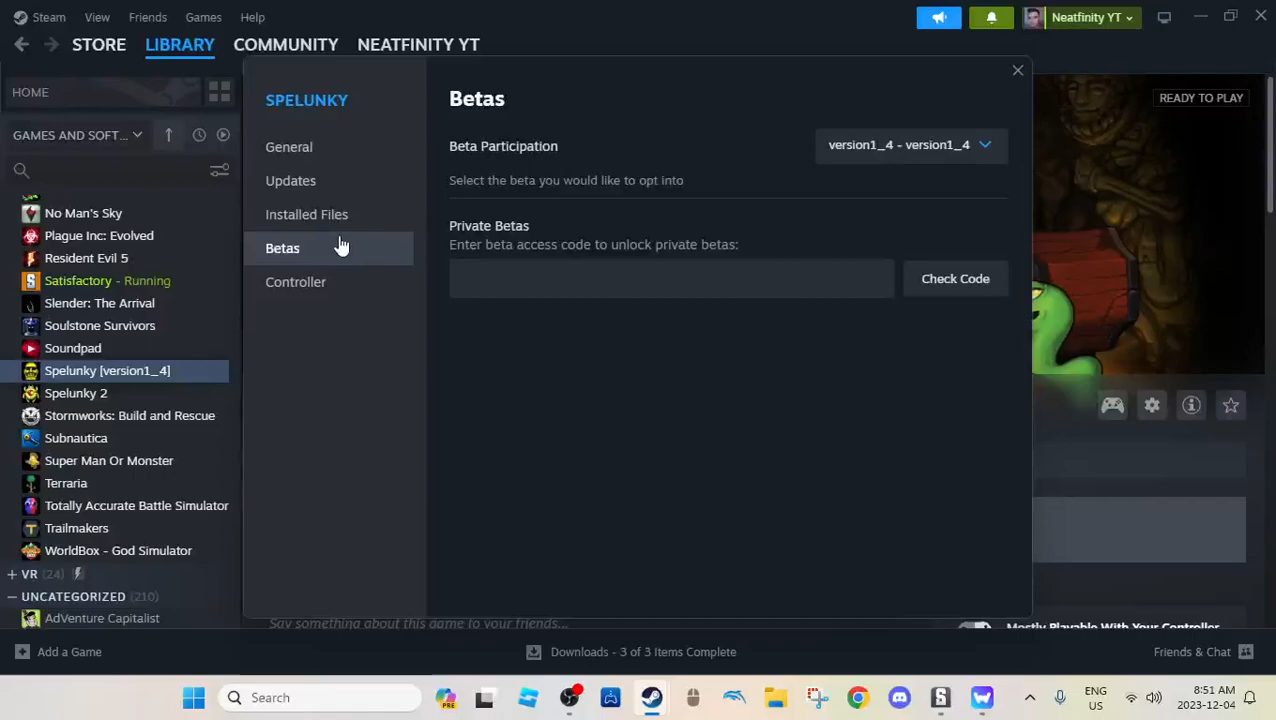 Steam View Friends Games Help Neatfinity YT
STORE LIBRARY COMMUNITY NEATFINITY YT
HOME
GAMES AND SOFT...
No Man's Sky
Plague Inc: Evolved
Resident Evil 5
Satisfactory - Running
Slender: The Arrival
Soulstone Survivors
Soundpad
Spelunky [version1_4]
Spelunky 2
Stormworks: Build and Rescue
Subnautica
Super Man Or Monster
Terraria
Totally Accurate Battle Simulator
Trailmakers
WorldBox - God Simulator
VR (24)
UNCATEGORIZED (210)
AdVenture Capitalist
SPELUNKY
General
Updates
Installed Files
Betas
Controller
Betas
Beta Participation version1_4 - version1_4
Select the beta you would like to opt into
Private Betas
Enter beta access code to unlock private betas:
Check Code
READY TO PLAY
Say something about this game to your friends...
Mostly Playable With Your Controller
Add a Game Downloads - 3 of 3 Items Complete Friends & Chat
Search PRE ENG US 8:51 AM 2023-12-04